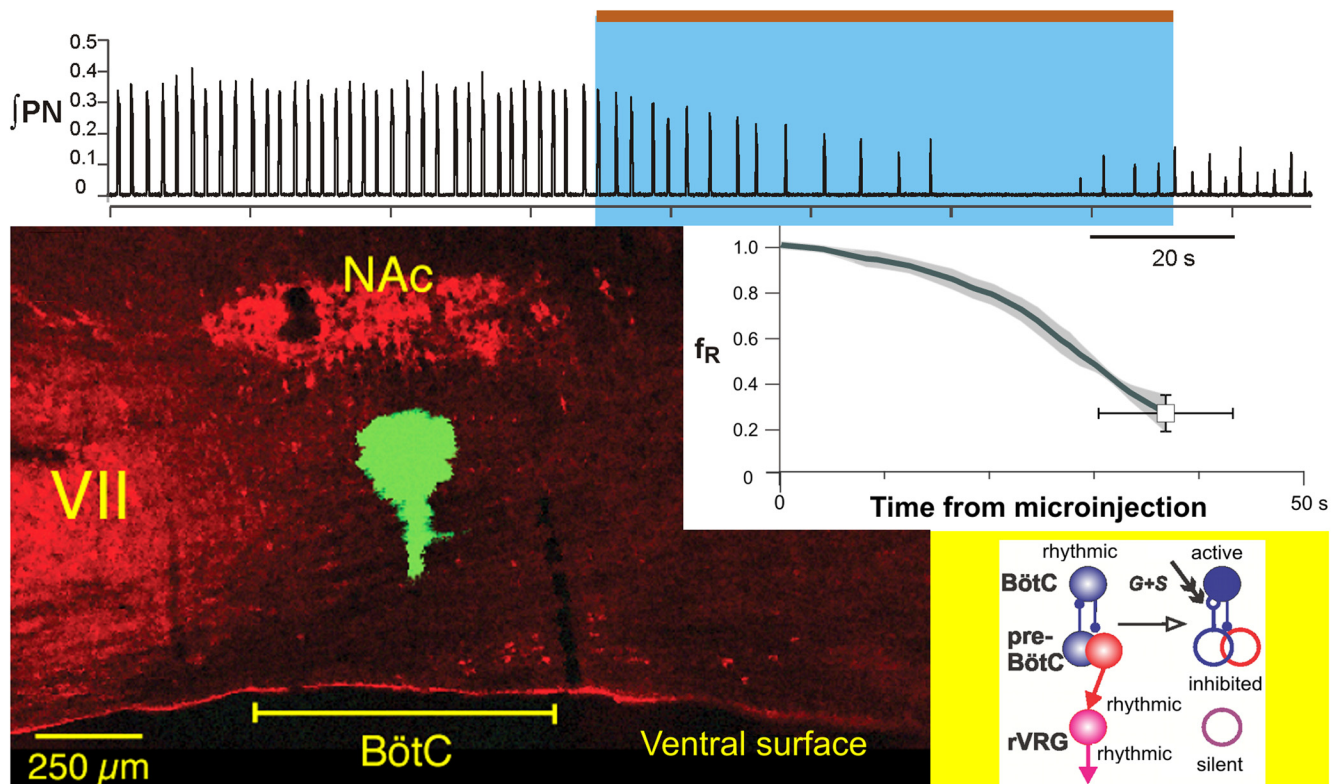 0.5
0.4
∫PN 0.3
0.2
0.1
0
20 s
NAc
VII
BötC
250 µm
Ventral surface
1.0
0.8
0.6
fR
0.4
0.2
0
0 Time from microinjection 50 s
rhythmic active
BötC G+S
pre-
BötC
inhibited
rhythmic
rVRG
rhythmic silent